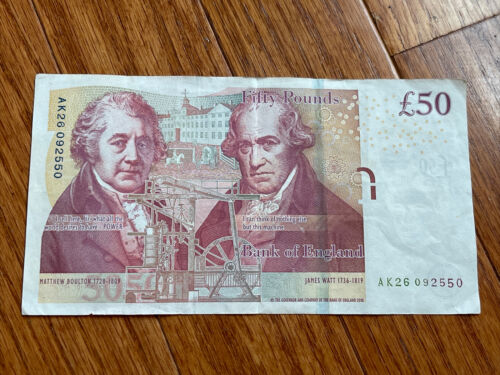 AK26 092550
Fifty Pounds
£50
I sell here, Sir, what all the
world desires to have - POWER
I can think of nothing else
but this machine
Bank of England
MATTHEW BOULTON 1728-1809
JAMES WATT 1736-1819
AK26 092550
50
© THE GOVERNOR AND COMPANY OF THE BANK OF ENGLAND 2010